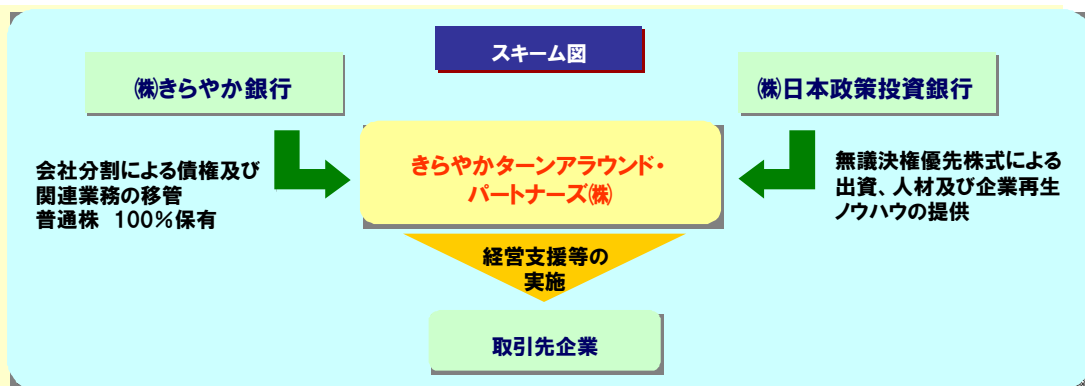 スキーム図
㈱きらやか銀行
㈱日本政策投資銀行
会社分割による債権及び
関連業務の移管
普通株 100%保有
きらやかターンアラウンド・
パートナーズ㈱
無議決権優先株式による
出資、人材及び企業再生
ノウハウの提供
経営支援等の
実施
取引先企業